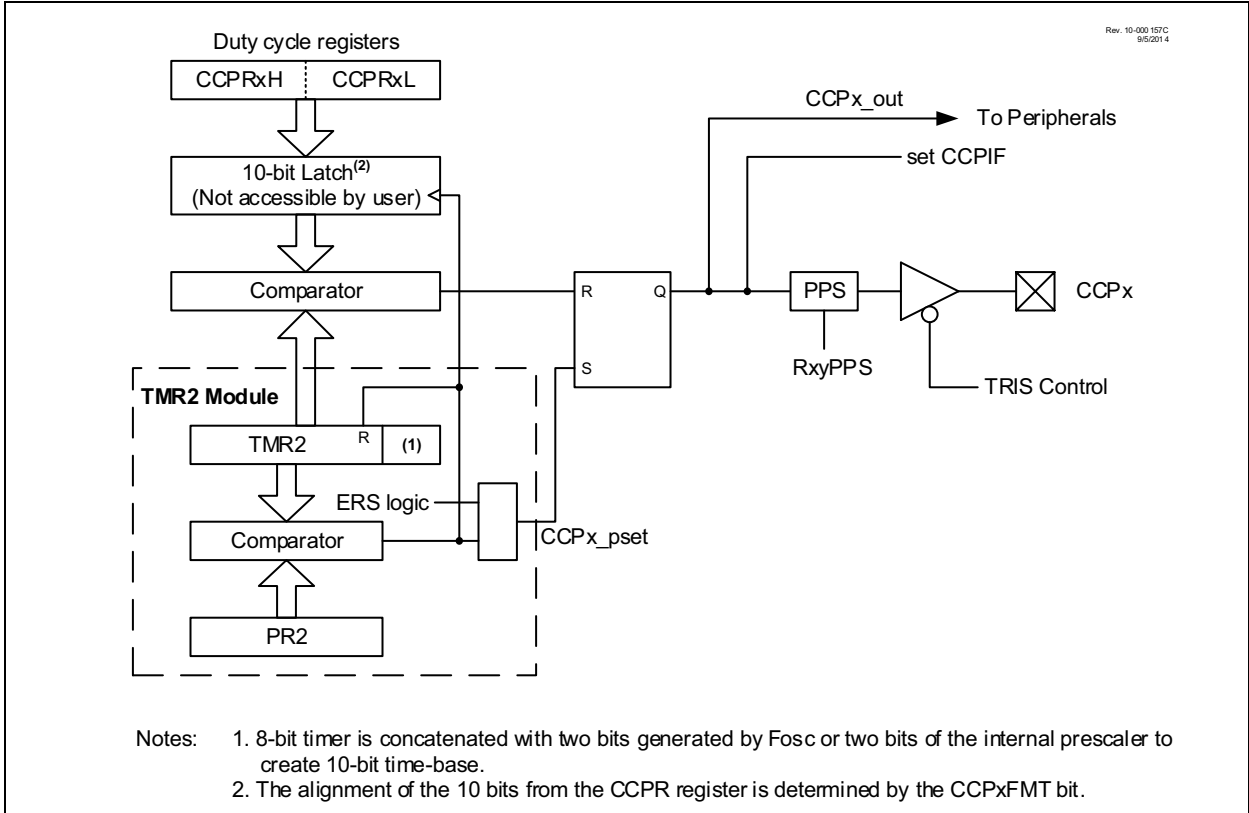 Rev. 10-000 157C
9/5/201 4
Duty cycle registers
CCPRxH CCPRxL
CCPx_out
To Peripherals
set CCPIF
10-bit Latch(2)
(Not accessible by user)
Comparator
R Q
PPS
CCPx
S
RxyPPS
TRIS Control
TMR2 Module
TMR2 R (1)
ERS logic
CCPx_pset
Comparator
PR2
Notes: 1. 8-bit timer is concatenated with two bits generated by Fosc or two bits of the internal prescaler to
create 10-bit time-base.
2. The alignment of the 10 bits from the CCPR register is determined by the CCPxFMT bit.